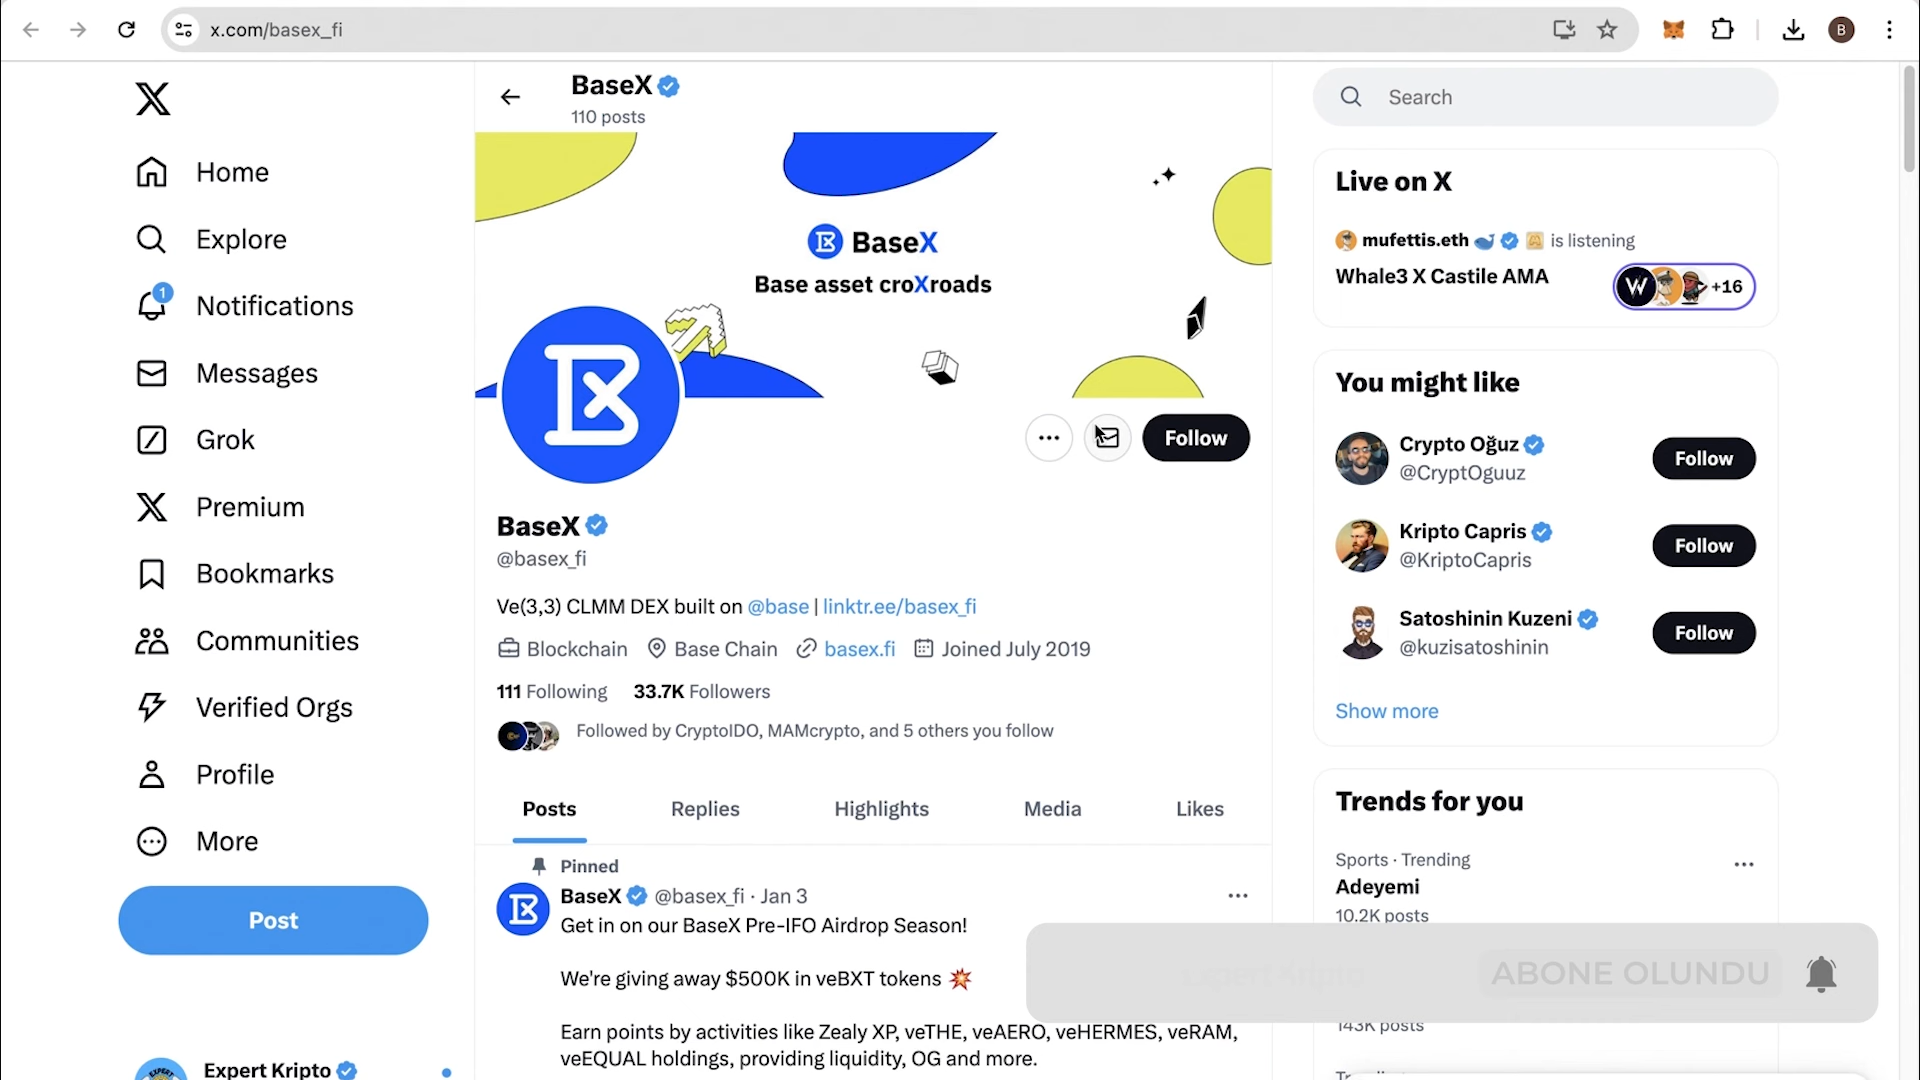 x.com/basex_fi
B
BaseX
110 posts
Search
Home
Explore
1
Notifications
Messages
Grok
Premium
Bookmarks
Communities
Verified Orgs
Profile
More
Post
Expert Kripto
BaseX
Base asset croXroads
Follow
BaseX
@basex_fi
Ve(3,3) CLMM DEX built on @base | linktr.ee/basex_fi
Blockchain Base Chain basex.fi Joined July 2019
111 Following 33.7K Followers
Followed by CryptoIDO, MAMcrypto, and 5 others you follow
Posts Replies Highlights Media Likes
Pinned
BaseX @basex_fi · Jan 3
Get in on our BaseX Pre-IFO Airdrop Season!
We're giving away $500K in veBXT tokens
Earn points by activities like Zealy XP, veTHE, veAERO, veHERMES, veRAM,
veEQUAL holdings, providing liquidity, OG and more.
Live on X
mufettis.eth is listening
Whale3 X Castile AMA
W
+16
You might like
Crypto Oğuz
@CryptOguuz
Follow
Kripto Capris
@KriptoCapris
Follow
Satoshinin Kuzeni
@kuzisatoshinin
Follow
Show more
Trends for you
Sports · Trending
Adeyemi
10.2K posts
ABONE OLUNDU
143K posts